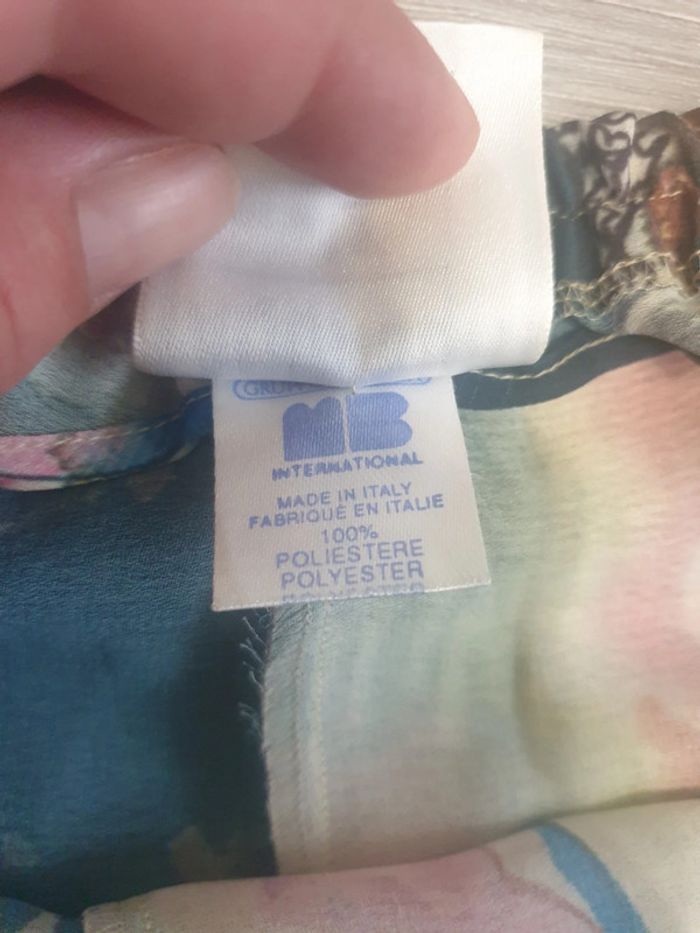 MB
INTERNATIONAL
MADE IN ITALY
FABRIQUÉ EN ITALIE
100%
POLIESTERE
POLYESTER